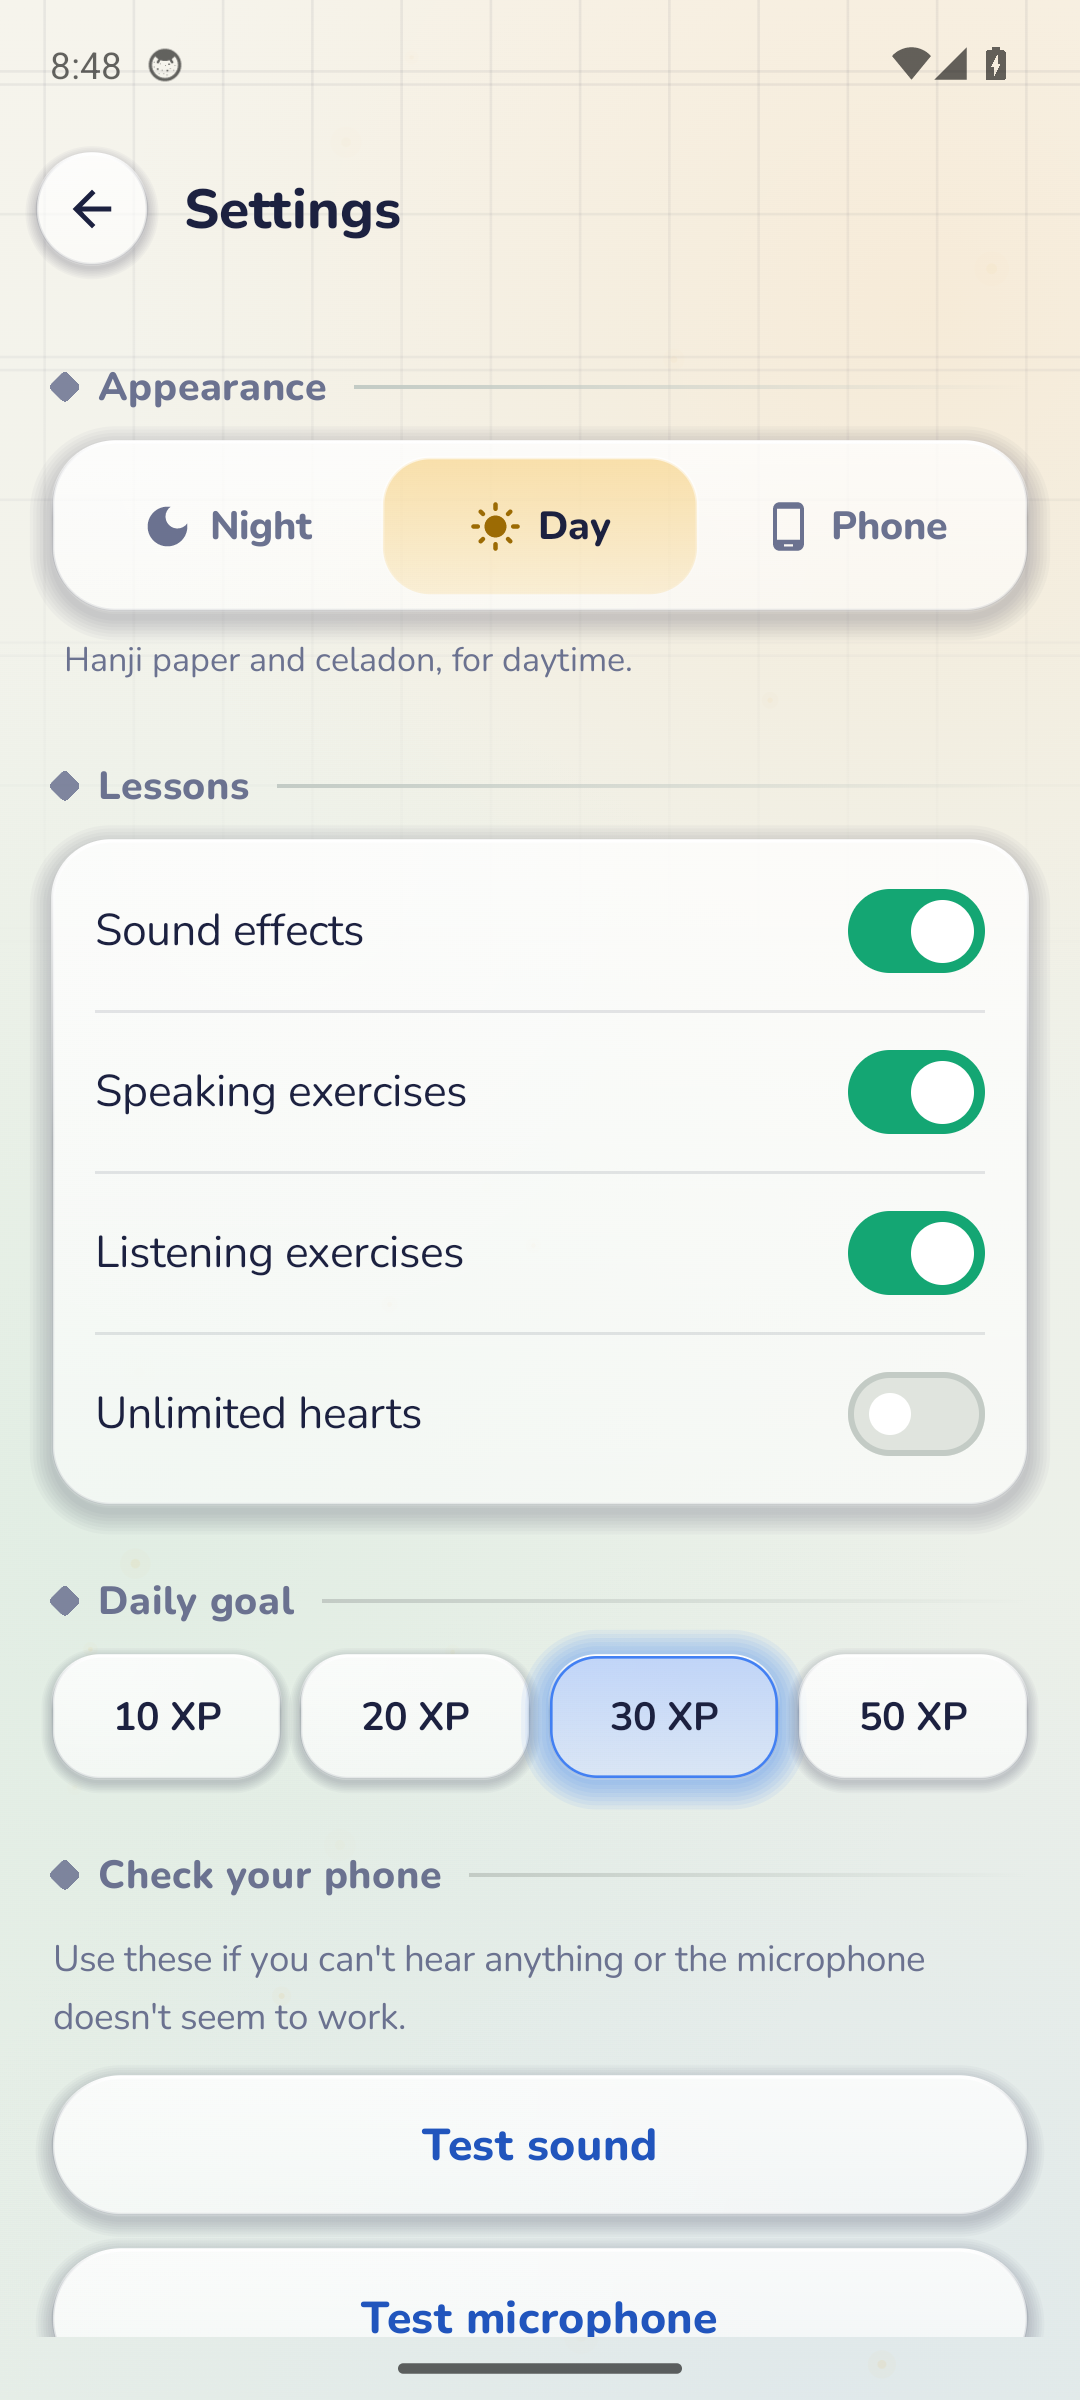 8:48
Settings
Appearance
Night
Day
Phone
Hanji paper and celadon, for daytime.
Lessons
Sound effects
Speaking exercises
Listening exercises
Unlimited hearts
Daily goal
10 XP
20 XP
30 XP
50 XP
Check your phone
Use these if you can't hear anything or the microphone
doesn't seem to work.
Test sound
Test microphone